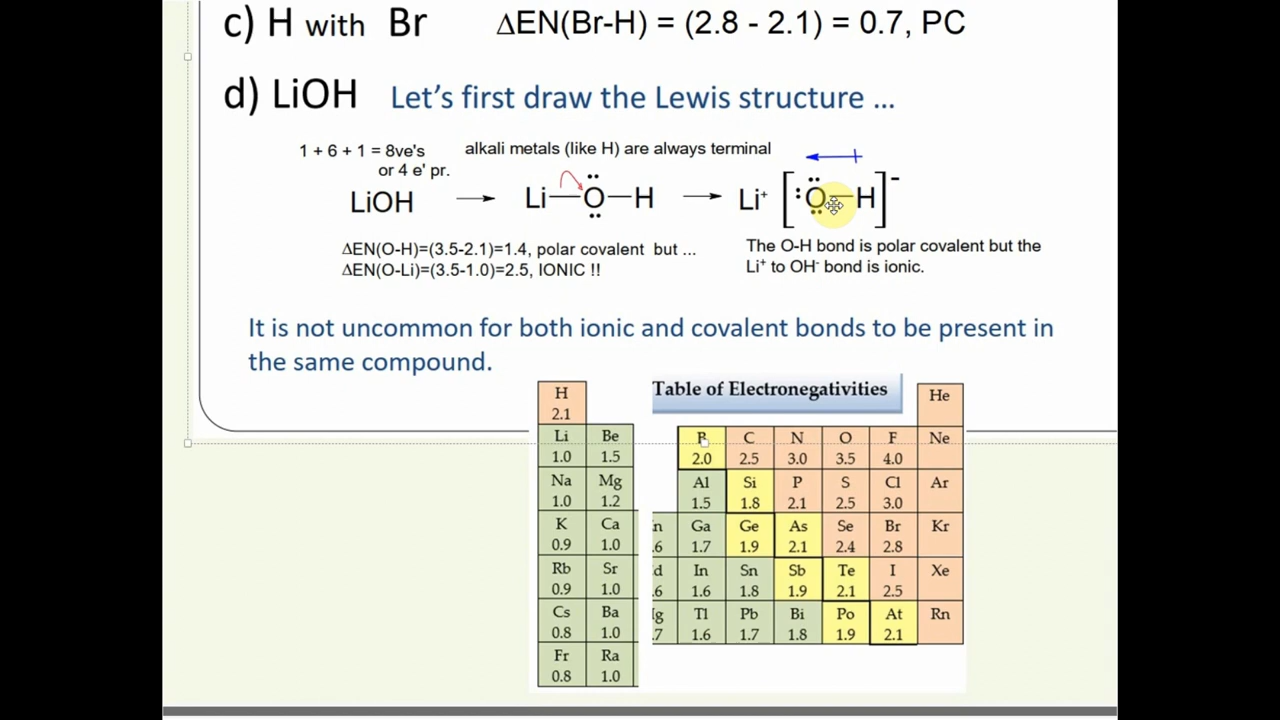 c) H with Br ΔEN(Br-H) = (2.8 - 2.1) = 0.7, PC
d) LiOH Let's first draw the Lewis structure ...
1 + 6 + 1 = 8ve's alkali metals (like H) are always terminal
or 4 e' pr.
LiOH Li—O—H Li+ [:O—H]-
ΔEN(O-H)=(3.5-2.1)=1.4, polar covalent but ...
ΔEN(O-Li)=(3.5-1.0)=2.5, IONIC !!
The O-H bond is polar covalent but the
Li+ to OH- bond is ionic.
It is not uncommon for both ionic and covalent bonds to be present in
the same compound.
Table of Electronegativities
H He
2.1
Li Be B C N O F Ne
1.0 1.5 2.0 2.5 3.0 3.5 4.0
Na Mg Al Si P S Cl Ar
1.0 1.2 1.5 1.8 2.1 2.5 3.0
K Ca n Ga Ge As Se Br Kr
0.9 1.0 .6 1.7 1.9 2.1 2.4 2.8
Rb Sr d In Sn Sb Te I Xe
0.9 1.0 .6 1.6 1.8 1.9 2.1 2.5
Cs Ba g Tl Pb Bi Po At Rn
0.8 1.0 .7 1.6 1.7 1.8 1.9 2.1
Fr Ra
0.8 1.0